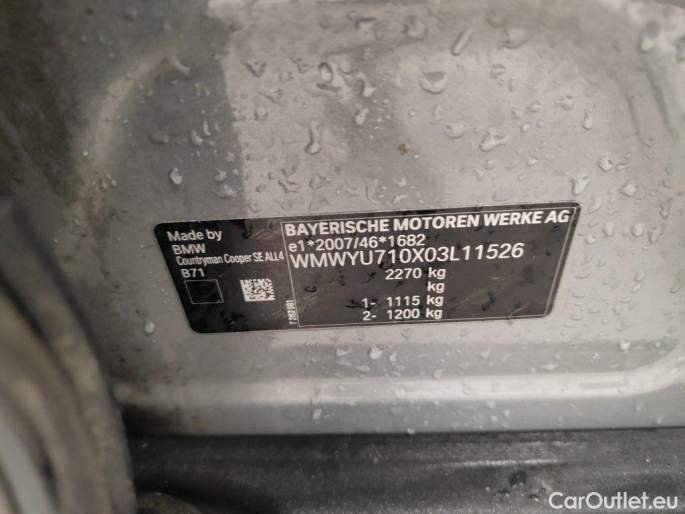 Made by
BMW
Countryman Cooper SE ALL4
B71
BAYERISCHE MOTOREN WERKE AG
e1*2007/46*1682
WMWYU710X03L11526
2270 kg
kg
1- 1115 kg
2- 1200 kg
CarOutlet.eu